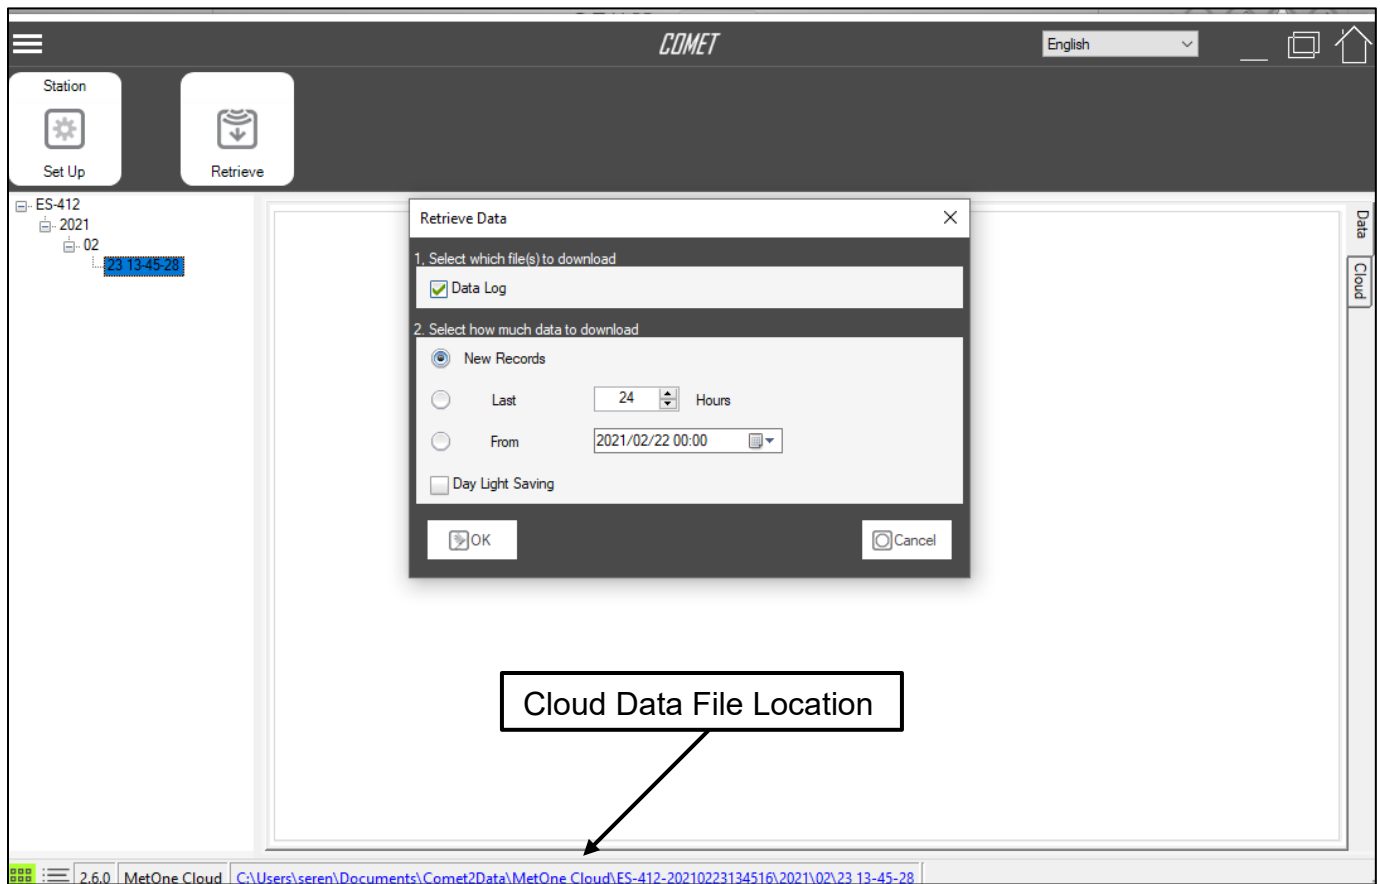 COMET
English
Station
Set Up
Retrieve
ES-412
2021
02
23 13-45-28
Data
Cloud
Retrieve Data
1, Select which file(s) to download
Data Log
2. Select how much data to download
New Records
Last 24 Hours
From 2021/02/22 00:00
Day Light Saving
OK
Cancel
Cloud Data File Location
2.6.0 MetOne Cloud C:\Users\seren\Documents\Comet2Data\MetOne Cloud\ES-412-20210223134516\2021\02\23 13-45-28